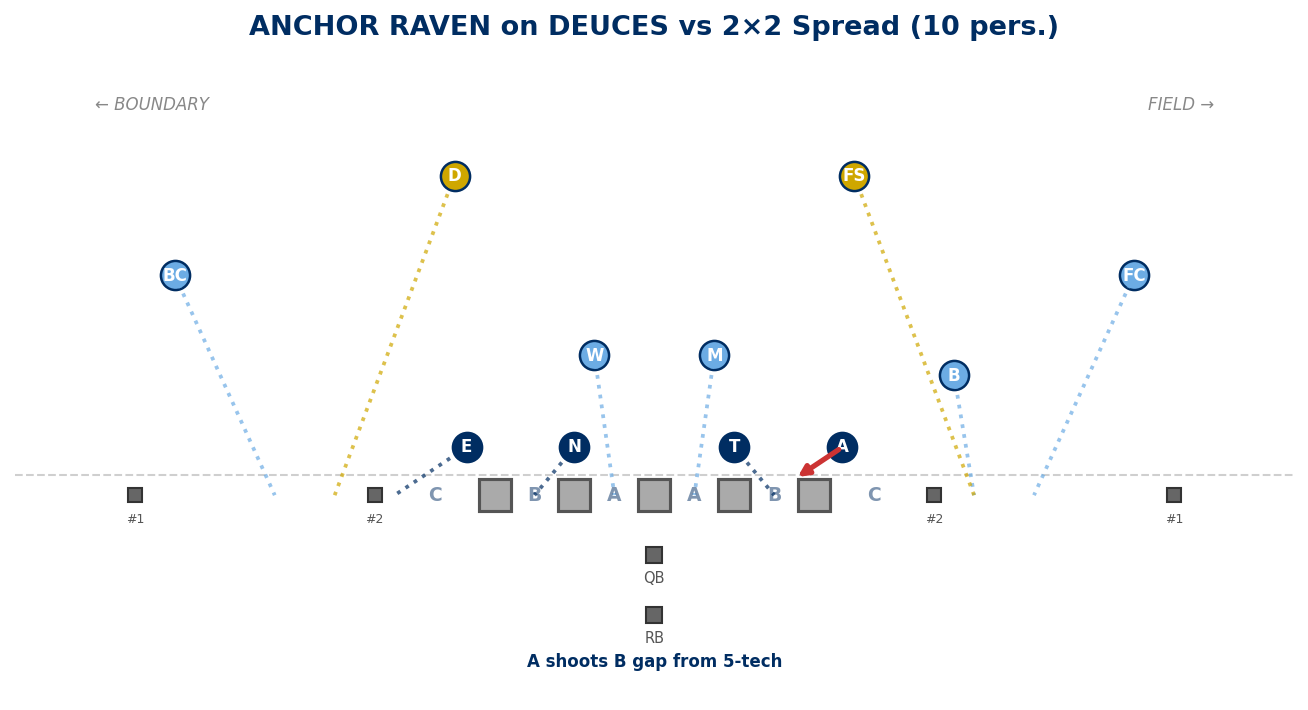 ANCHOR RAVEN on DEUCES vs 2×2 Spread (10 pers.)
← BOUNDARY
FIELD →
D
FS
BC
FC
W
M
B
E
N
T
A
C
B
A
A
B
C
#1
#2
#2
#1
QB
RB
A shoots B gap from 5-tech